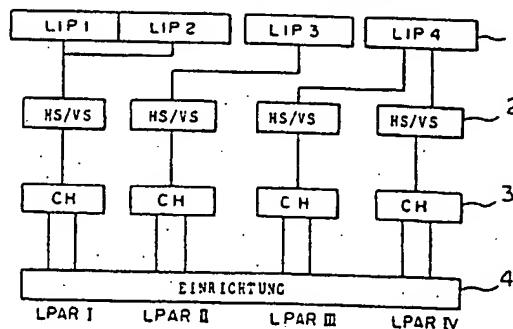 LIP 1 LIP 2 LIP 3 LIP 4
HS/VS HS/VS HS/VS HS/VS 2
CH CH CH CH 3
EINRICHTUNG 4
LPAR I LPAR II LPAR III LPAR IV